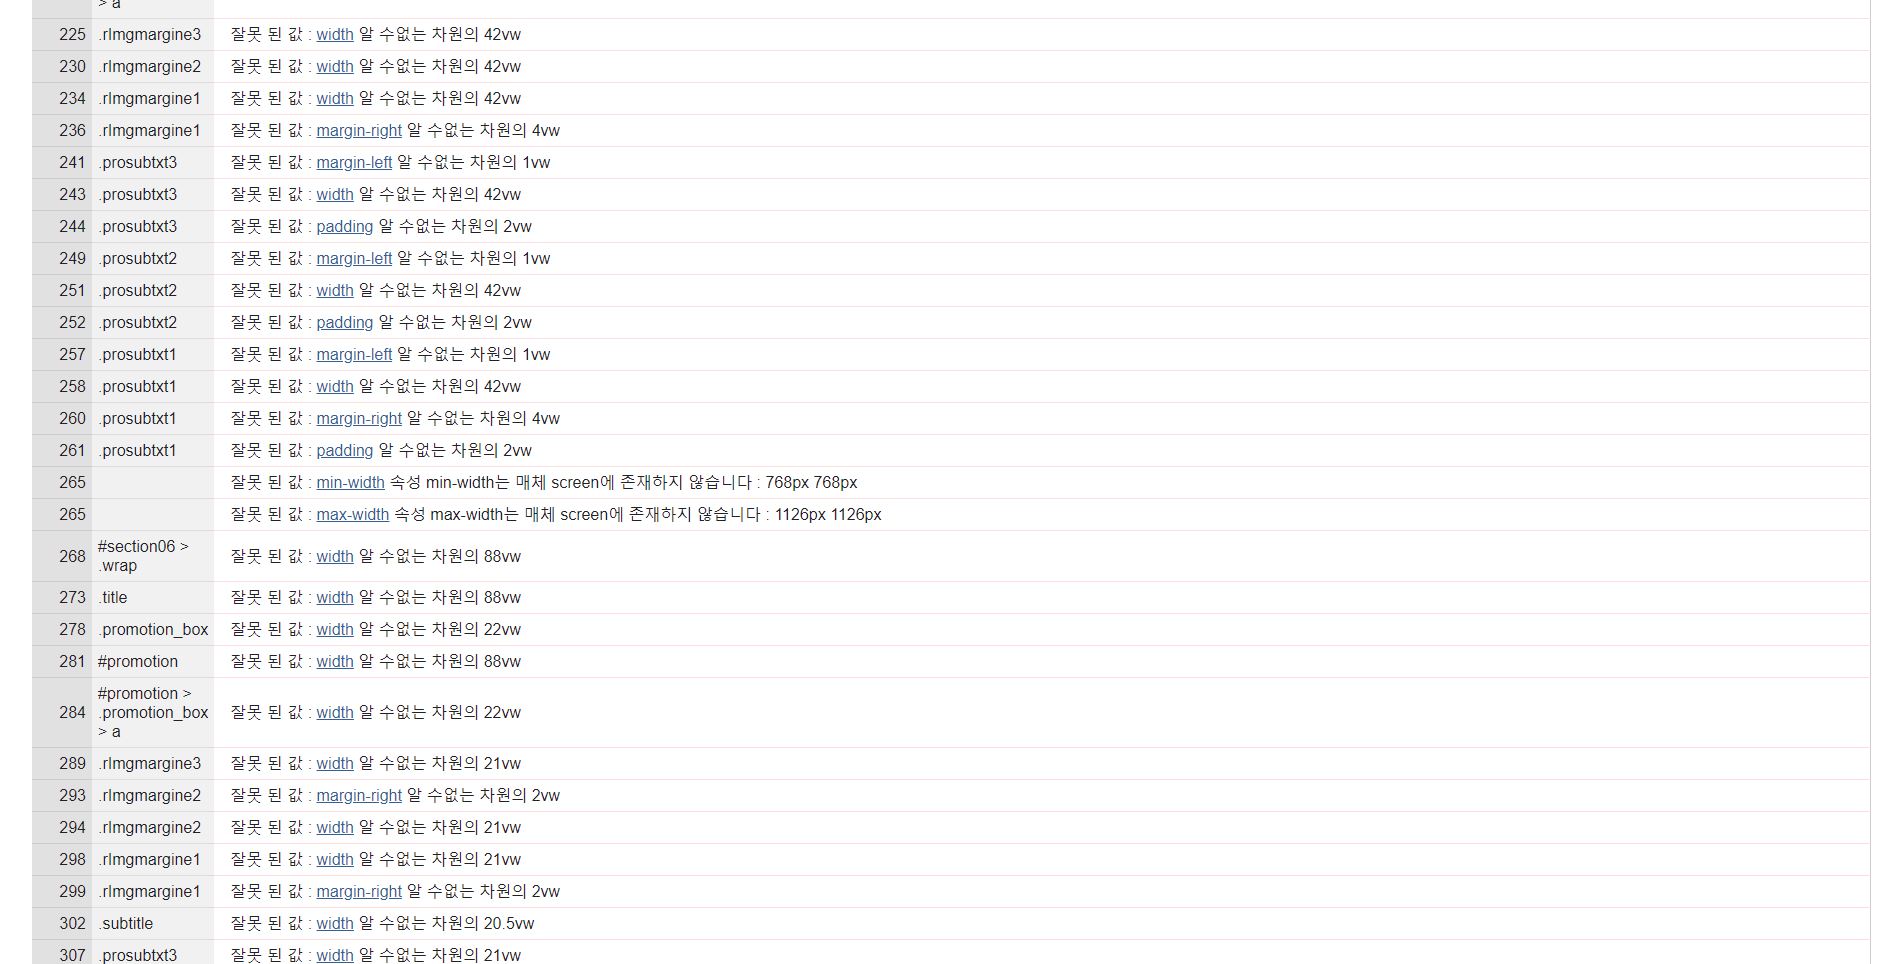 > a
225 .rlmgmargine3 잘못 된 값 : width 알 수없는 차원의 42vw
230 .rlmgmargine2 잘못 된 값 : width 알 수없는 차원의 42vw
234 .rlmgmargine1 잘못 된 값 : width 알 수없는 차원의 42vw
236 .rlmgmargine1 잘못 된 값 : margin-right 알 수없는 차원의 4vw
241 .prosubtxt3 잘못 된 값 : margin-left 알 수없는 차원의 1vw
243 .prosubtxt3 잘못 된 값 : width 알 수없는 차원의 42vw
244 .prosubtxt3 잘못 된 값 : padding 알 수없는 차원의 2vw
249 .prosubtxt2 잘못 된 값 : margin-left 알 수없는 차원의 1vw
251 .prosubtxt2 잘못 된 값 : width 알 수없는 차원의 42vw
252 .prosubtxt2 잘못 된 값 : padding 알 수없는 차원의 2vw
257 .prosubtxt1 잘못 된 값 : margin-left 알 수없는 차원의 1vw
258 .prosubtxt1 잘못 된 값 : width 알 수없는 차원의 42vw
260 .prosubtxt1 잘못 된 값 : margin-right 알 수없는 차원의 4vw
261 .prosubtxt1 잘못 된 값 : padding 알 수없는 차원의 2vw
265 잘못 된 값 : min-width 속성 min-width는 매체 screen에 존재하지 않습니다 : 768px 768px
265 잘못 된 값 : max-width 속성 max-width는 매체 screen에 존재하지 않습니다 : 1126px 1126px
#section06 >
268 잘못 된 값 : width 알 수없는 차원의 88vw
.wrap
273 .title 잘못 된 값 : width 알 수없는 차원의 88vw
278 .promotion_box 잘못 된 값 : width 알 수없는 차원의 22vw
281 #promotion 잘못 된 값 : width 알 수없는 차원의 88vw
#promotion >
284 .promotion_box 잘못 된 값 : width 알 수없는 차원의 22vw
> a
289 .rlmgmargine3 잘못 된 값 : width 알 수없는 차원의 21vw
293 .rlmgmargine2 잘못 된 값 : margin-right 알 수없는 차원의 2vw
294 .rlmgmargine2 잘못 된 값 : width 알 수없는 차원의 21vw
298 .rlmgmargine1 잘못 된 값 : width 알 수없는 차원의 21vw
299 .rlmgmargine1 잘못 된 값 : margin-right 알 수없는 차원의 2vw
302 .subtitle 잘못 된 값 : width 알 수없는 차원의 20.5vw
307 .prosubtxt3 잘못 된 값 : width 알 수없는 차원의 21vw